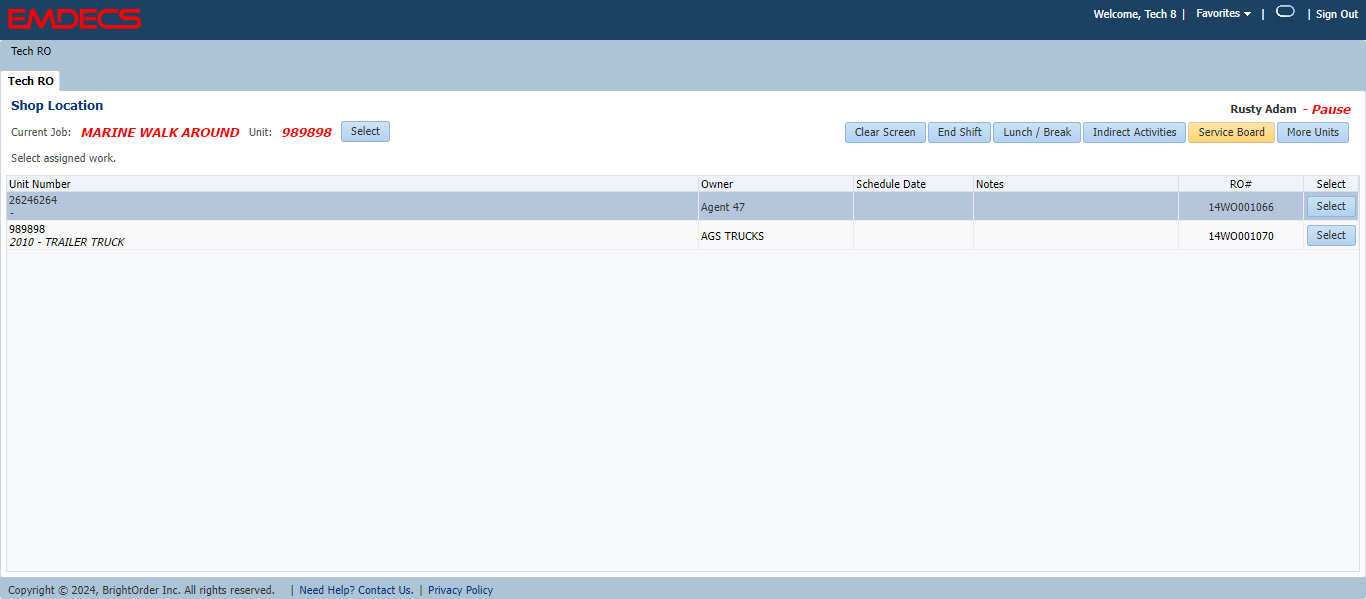 EMDECS
Welcome, Tech 8 | Favorites | | Sign Out
Tech RO
Tech RO
Shop Location
Rusty Adam - Pause
Current Job: MARINE WALK AROUND Unit: 989898 Select
Clear Screen End Shift Lunch / Break Indirect Activities Service Board More Units
Select assigned work.
Unit Number Owner Schedule Date Notes RO# Select
26246264
- Agent 47 14WO001066 Select
989898
2010 - TRAILER TRUCK AGS TRUCKS 14WO001070 Select
Copyright © 2024, BrightOrder Inc. All rights reserved. | Need Help? Contact Us. | Privacy Policy